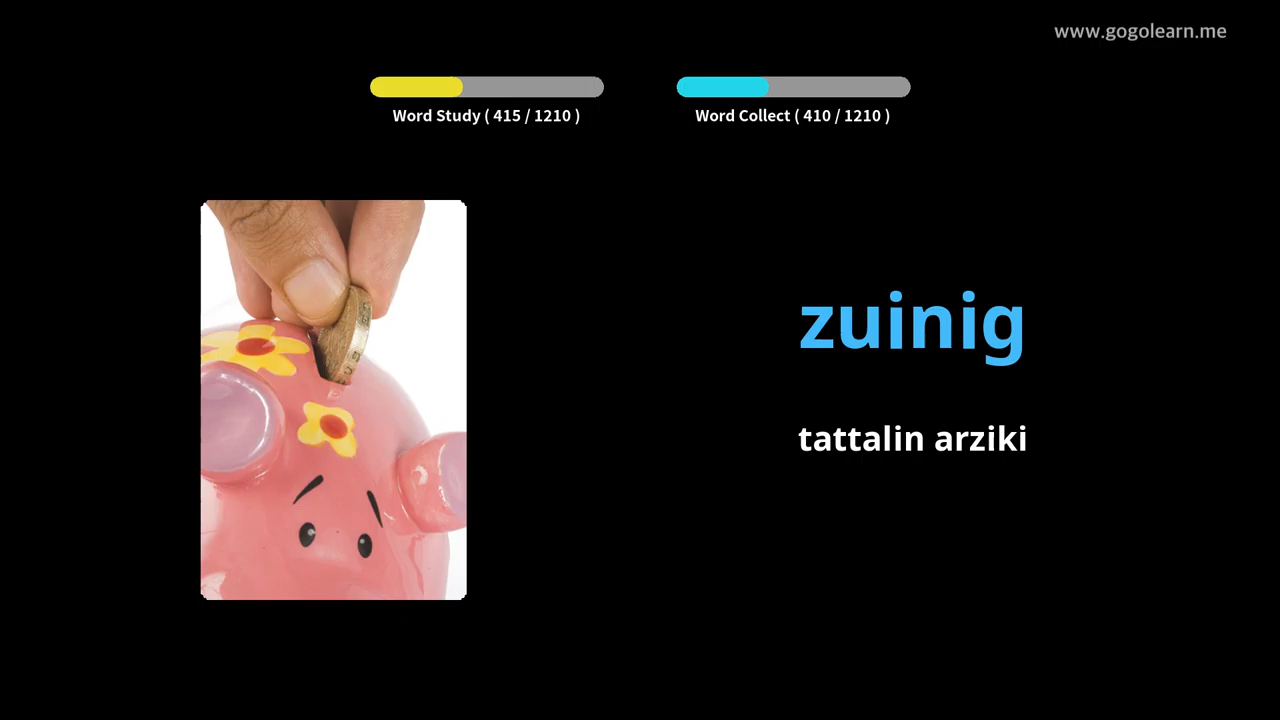 www.gogolearn.me
Word Study ( 415 / 1210 )
Word Collect ( 410 / 1210 )
zuinig
tattalin arziki